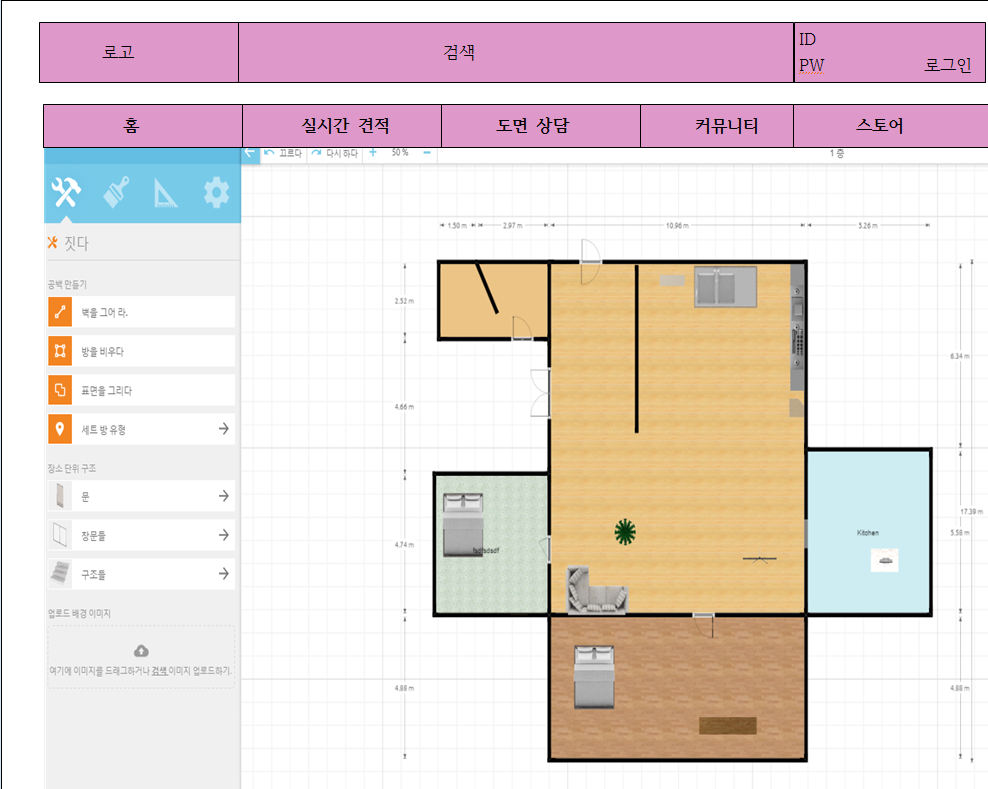 로고
검색
ID
PW 로그인
홈 실시간 견적 도면 상담 커뮤니티 스토어
끄르다 다시 하다 50% 1 층
짓다
공백 만들기
벽을 그어 라.
방을 비우다
표면을 그리다
세트 방 유형
장소 단위 구조
문
창문들
구조들
업로드 배경 이미지
여기에 이미지를 드래그하거나 검색 이미지 업로드하기.
1.50 m 2.97 m 10.96 m 3.26 m
2.52 m
6.34 m
4.66 m
17.39 m
Kitchen 5.58 m
4.74 m
4.88 m 4.88 m